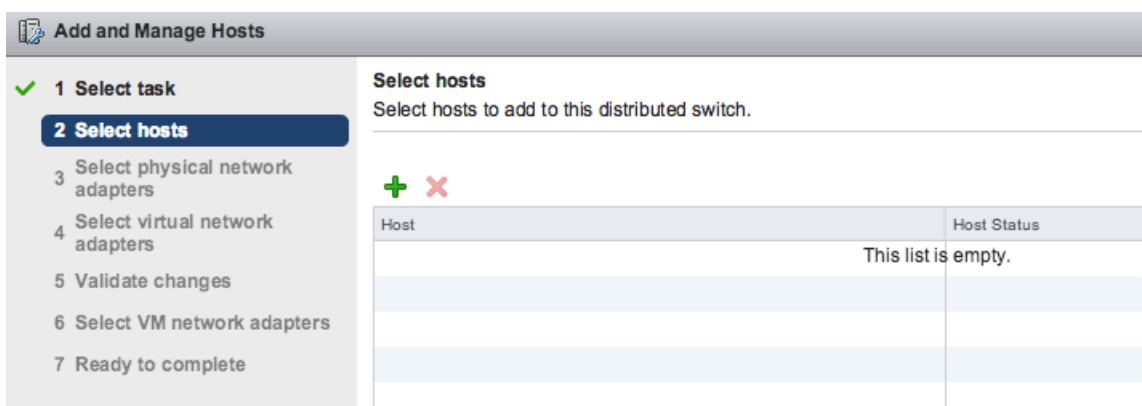 Add and Manage Hosts
1 Select task
2 Select hosts
3 Select physical network
adapters
4 Select virtual network
adapters
5 Validate changes
6 Select VM network adapters
7 Ready to complete
Select hosts
Select hosts to add to this distributed switch.
Host Host Status
This list is empty.